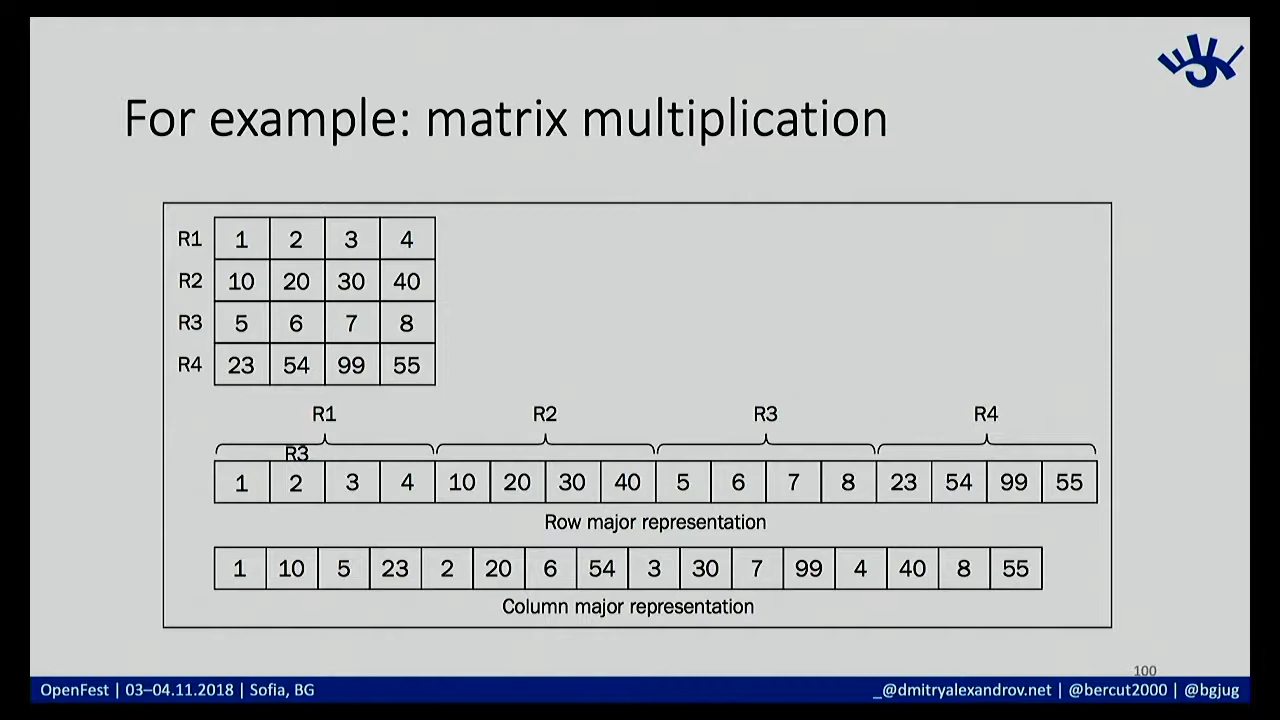 For example: matrix multiplication
R1 1 2 3 4
R2 10 20 30 40
R3 5 6 7 8
R4 23 54 99 55
R1 R2 R3 R4
R3
1 2 3 4 10 20 30 40 5 6 7 8 23 54 99 55
Row major representation
1 10 5 23 2 20 6 54 3 30 7 99 4 40 8 55
Column major representation
100
OpenFest | 03–04.11.2018 | Sofia, BG
_@dmitryalexandrov.net | @bercut2000 | @bgjug